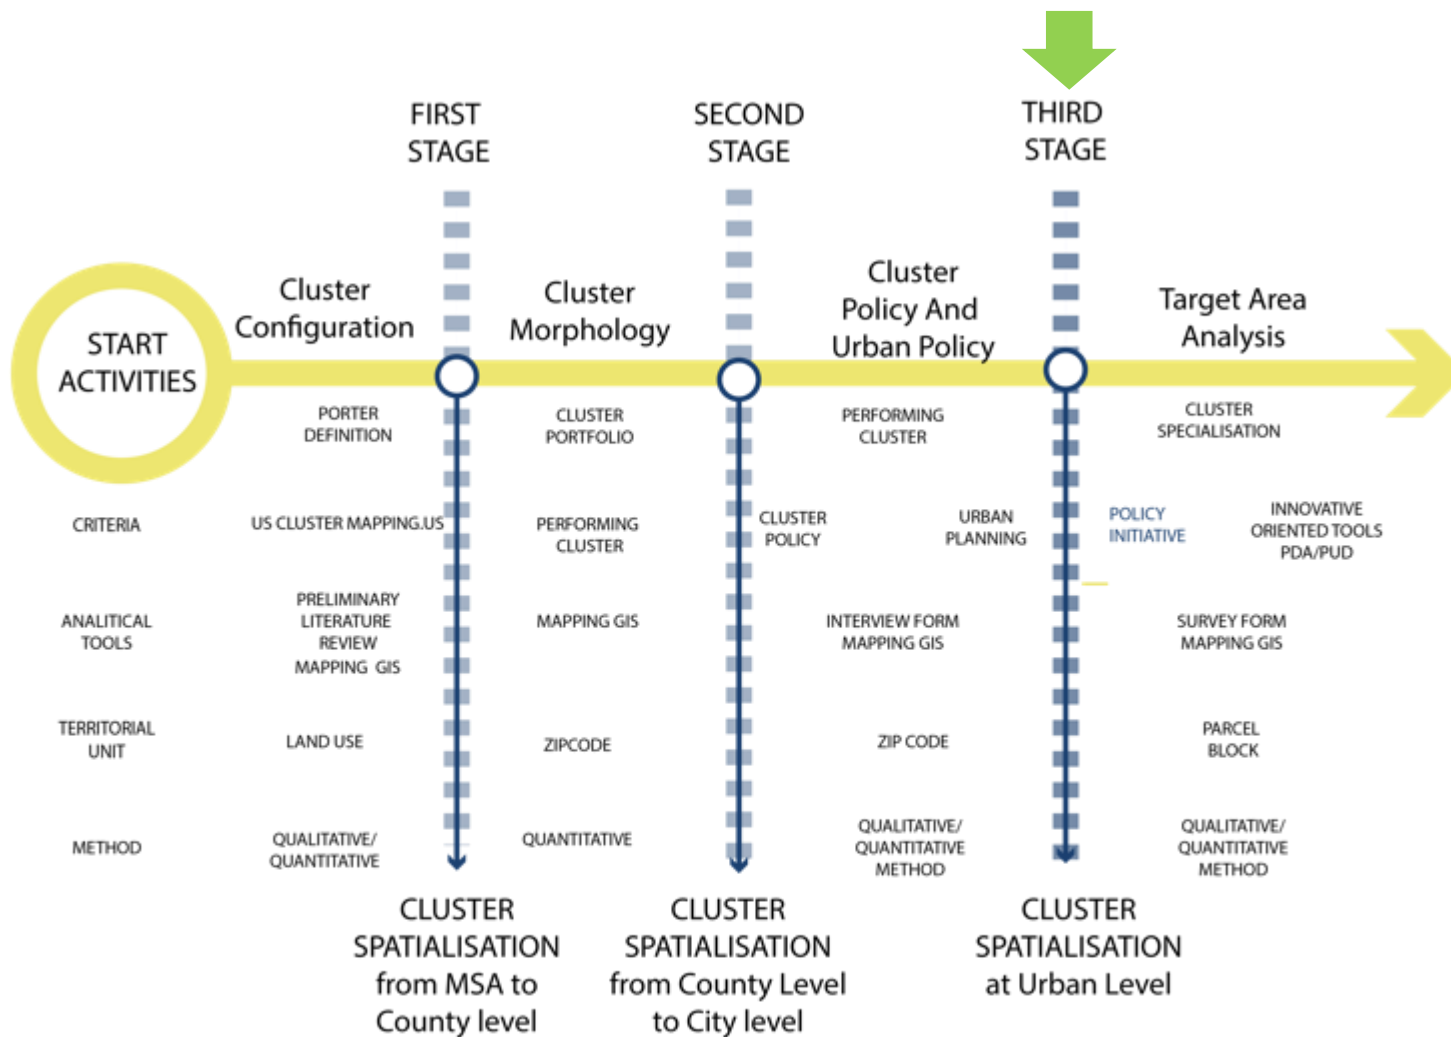 FIRST
STAGE
SECOND
STAGE
THIRD
STAGE
START
ACTIVITIES
Cluster
Configuration
Cluster
Morphology
Cluster
Policy And
Urban Policy
Target Area
Analysis
PORTER
DEFINITION
CLUSTER
PORTFOLIO
PERFORMING
CLUSTER
CLUSTER
SPECIALISATION
CRITERIA
US CLUSTER MAPPING.US
PERFORMING
CLUSTER
CLUSTER
POLICY
URBAN
PLANNING
POLICY
INITIATIVE
INNOVATIVE
ORIENTED TOOLS
PDA/PUD
ANALITICAL
TOOLS
PRELIMINARY
LITERATURE
REVIEW
MAPPING GIS
MAPPING GIS
INTERVIEW FORM
MAPPING GIS
SURVEY FORM
MAPPING GIS
TERRITORIAL
UNIT
LAND USE
ZIPCODE
ZIP CODE
PARCEL
BLOCK
METHOD
QUALITATIVE/
QUANTITATIVE
QUANTITATIVE
QUALITATIVE/
QUANTITATIVE
METHOD
QUALITATIVE/
QUANTITATIVE
METHOD
CLUSTER
SPATIALISATION
from MSA to
County level
CLUSTER
SPATIALISATION
from County Level
to City level
CLUSTER
SPATIALISATION
at Urban Level